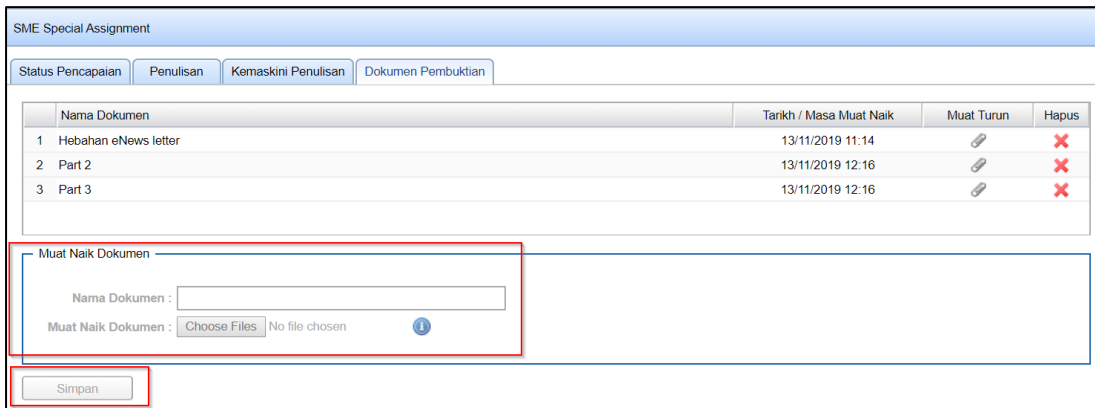 SME Special Assignment
Status Pencapaian Penulisan Kemaskini Penulisan Dokumen Pembuktian
Nama Dokumen Tarikh / Masa Muat Naik Muat Turun Hapus
1 Hebahan eNews letter 13/11/2019 11:14
2 Part 2 13/11/2019 12:16
3 Part 3 13/11/2019 12:16
Muat Naik Dokumen
Nama Dokumen :
Muat Naik Dokumen : Choose Files No file chosen
Simpan